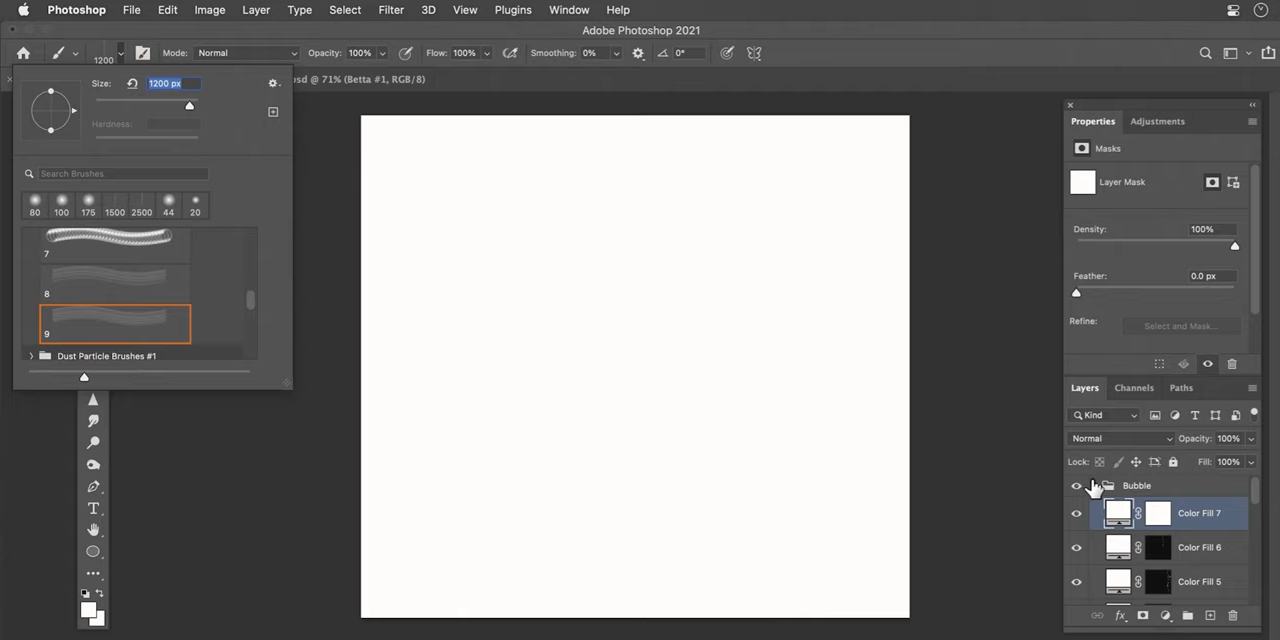 Photoshop File Edit Image Layer Type Select Filter 3D View Plugins Window Help
Adobe Photoshop 2021
1200 Mode: Normal Opacity: 100% Flow: 100% Smoothing: 0% 0°
sd @ 71% (Betta #1, RGB/8)
Size: 1200 px
Hardness:
Search Brushes
80 100 175 1500 2500 44 20
7
8
9
Dust Particle Brushes #1
T
Properties Adjustments
Masks
Layer Mask
Density: 100%
Feather: 0.0 px
Refine: Select and Mask...
Layers Channels Paths
Kind T
Normal Opacity: 100%
Lock: Fill: 100%
Bubble
Color Fill 7
Color Fill 6
Color Fill 5
fx